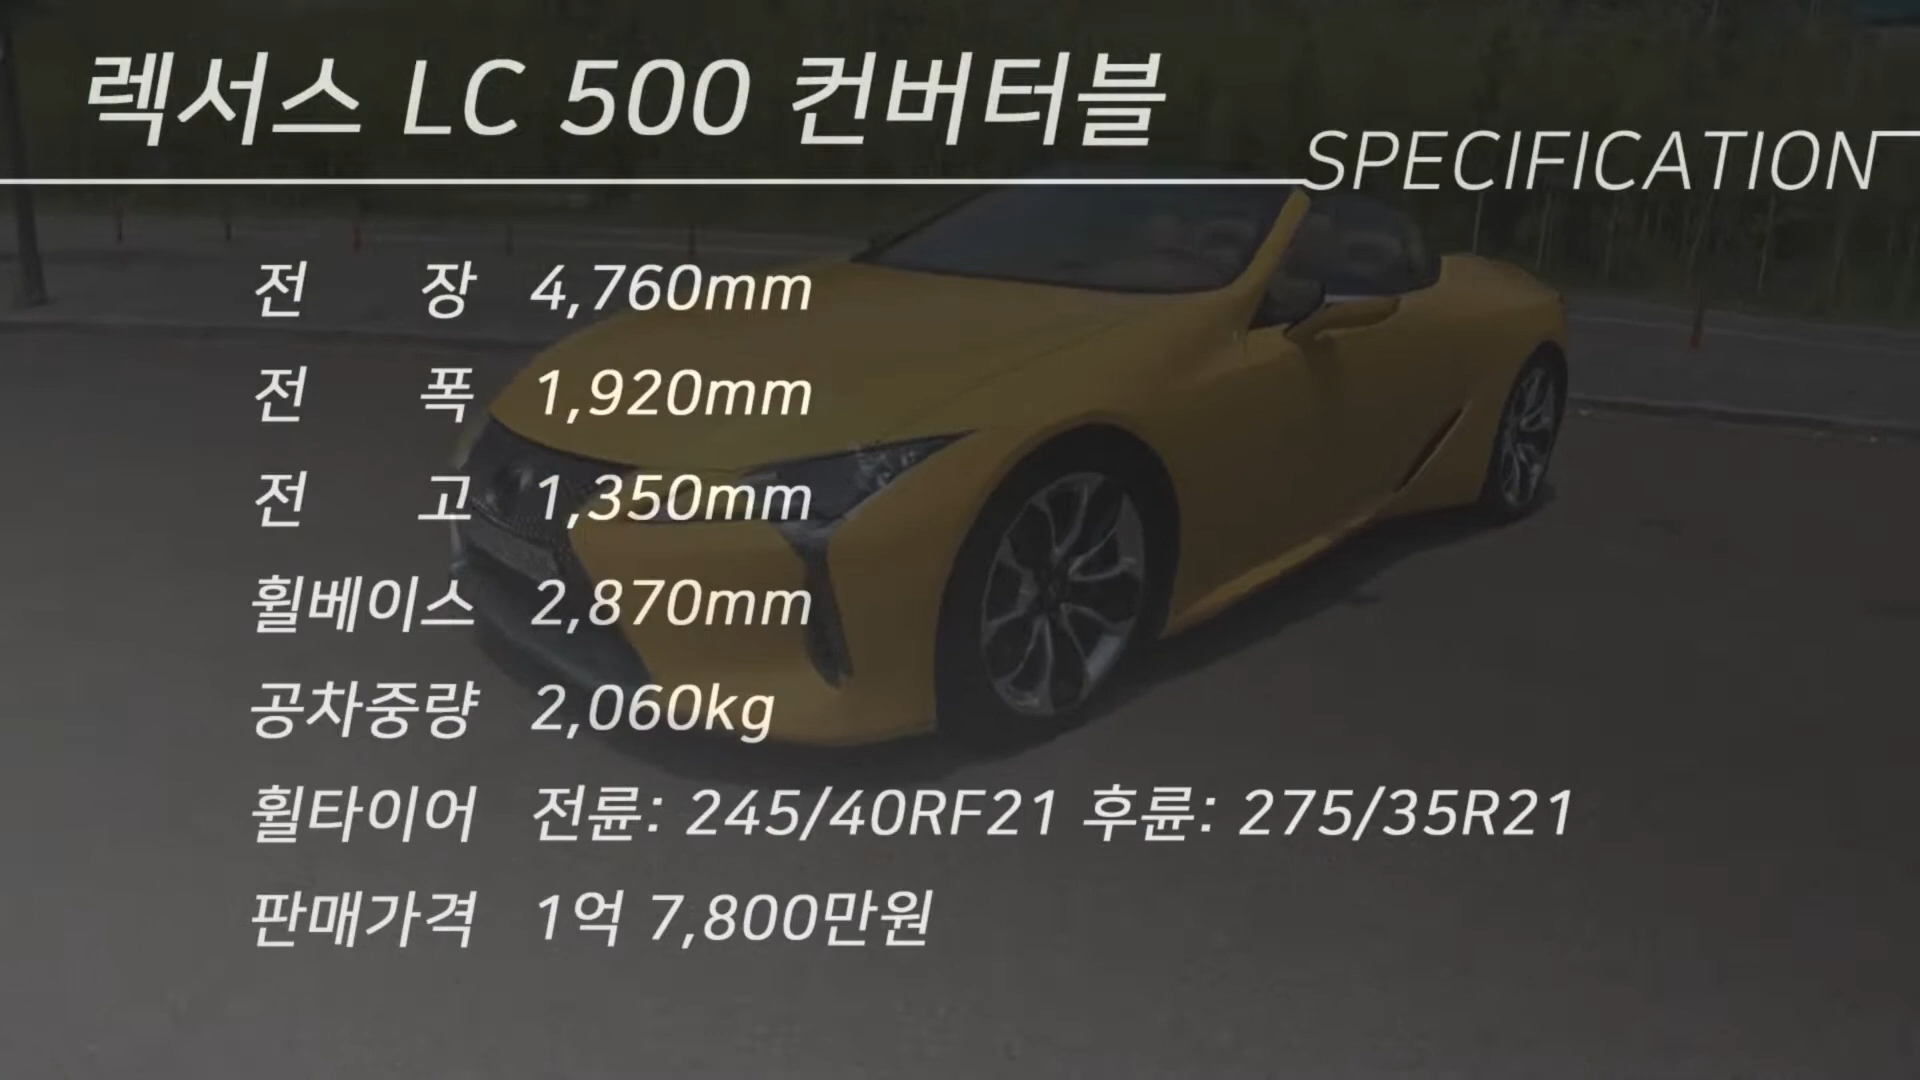 렉서스 LC 500 컨버터블
SPECIFICATION
전 장 4,760mm
전 폭 1,920mm
전 고 1,350mm
휠베이스 2,870mm
공차중량 2,060kg
휠타이어 전륜: 245/40RF21 후륜: 275/35R21
판매가격 1억 7,800만원